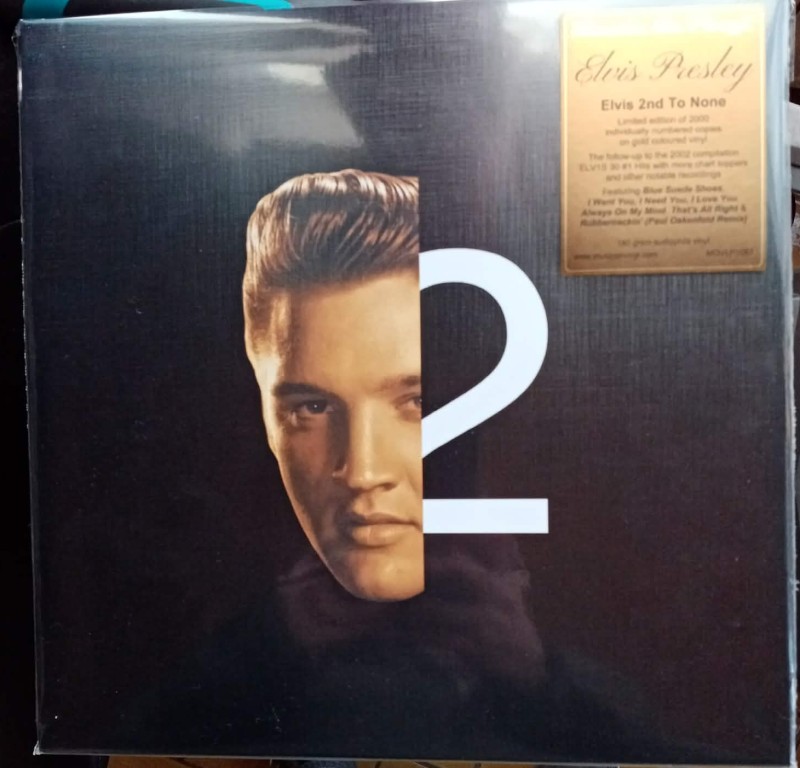 Elvis Presley
Elvis 2nd To None
Limited edition of 2000
individually numbered copies
on gold coloured vinyl
The follow-up to the 2002 compilation
ELV1S 30 #1 Hits with more chart toppers
and other notable recordings
Featuring Blue Suede Shoes,
I Want You, I Need You, I Love You
Always On My Mind, That's All Right &
Rubberneckin' (Paul Oakenfold Remix)
180 gram audiophile vinyl
2